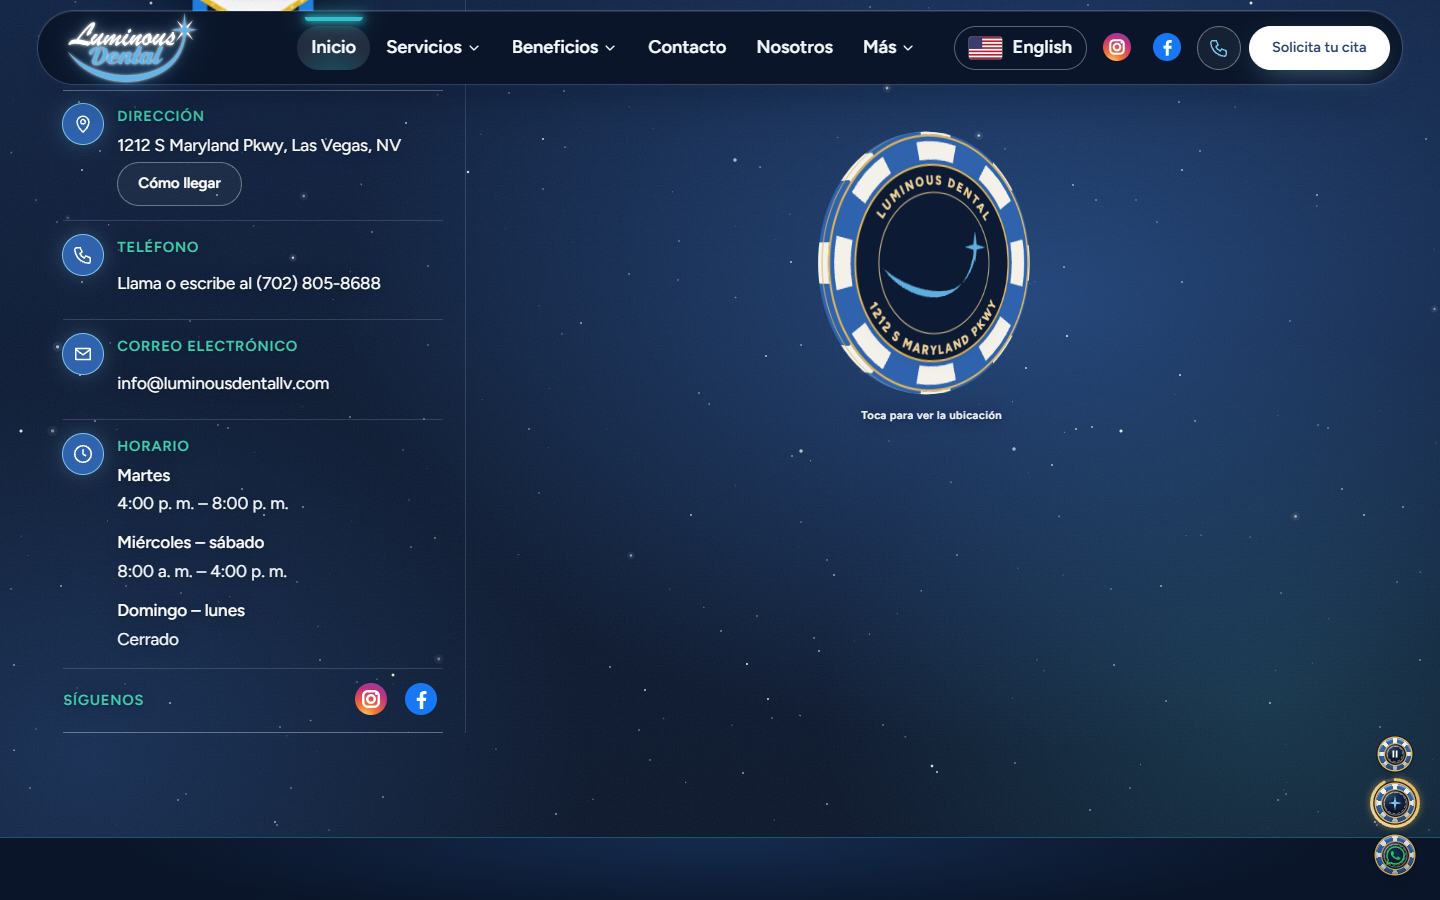 Luminous
Dental
Inicio
Servicios
Beneficios
Contacto
Nosotros
Más
English
Solicita tu cita
DIRECCIÓN
1212 S Maryland Pkwy, Las Vegas, NV
Cómo llegar
TELÉFONO
Llama o escribe al (702) 805-8688
CORREO ELECTRÓNICO
info@luminousdentallv.com
HORARIO
Martes
4:00 p. m. – 8:00 p. m.
Miércoles – sábado
8:00 a. m. – 4:00 p. m.
Domingo – lunes
Cerrado
SÍGUENOS
LUMINOUS DENTAL
1212 S MARYLAND PKWY
Toca para ver la ubicación